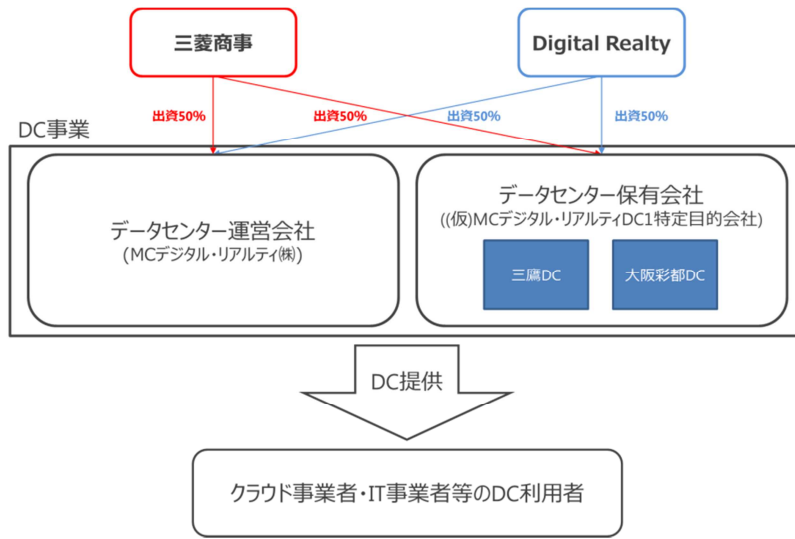 三菱商事
Digital Realty
出資50%
出資50%
出資50%
出資50%
DC事業
データセンター運営会社
(MCデジタル・リアルティ㈱)
データセンター保有会社
((仮)MCデジタル・リアルティDC1特定目的会社)
三鷹DC
大阪彩都DC
DC提供
クラウド事業者・IT事業者等のDC利用者